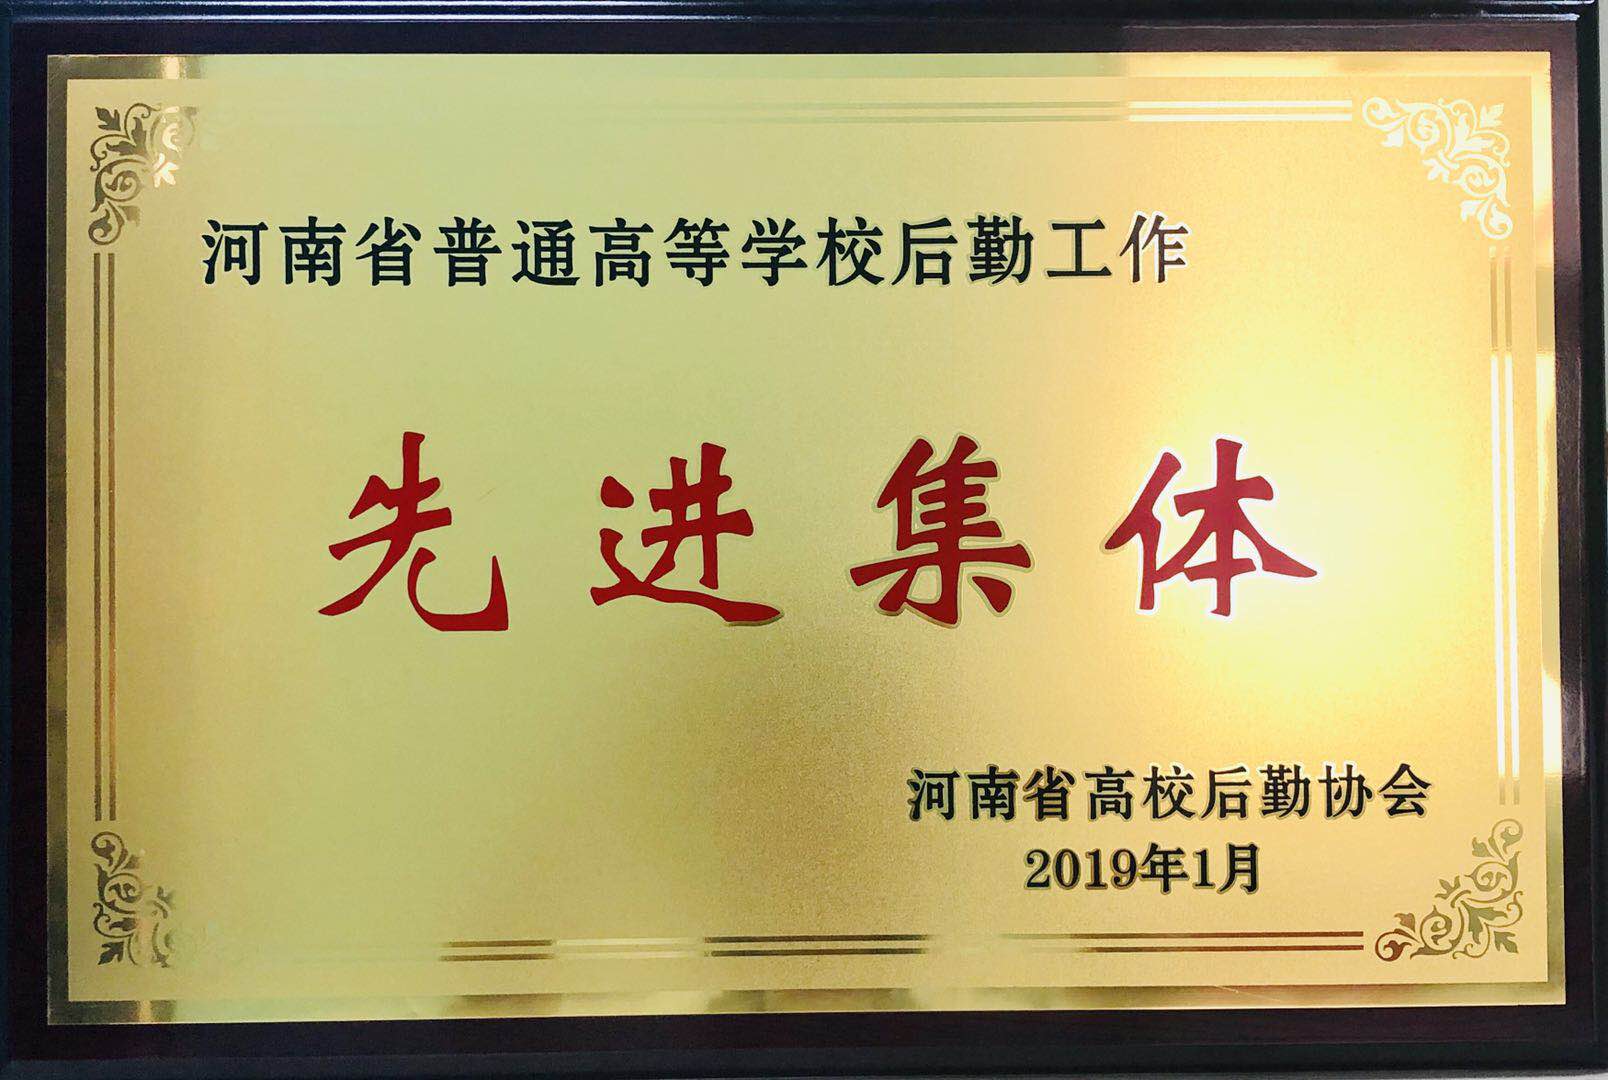 河南省普通高等学校后勤工作
先进集体
河南省高校后勤协会
2019年1月